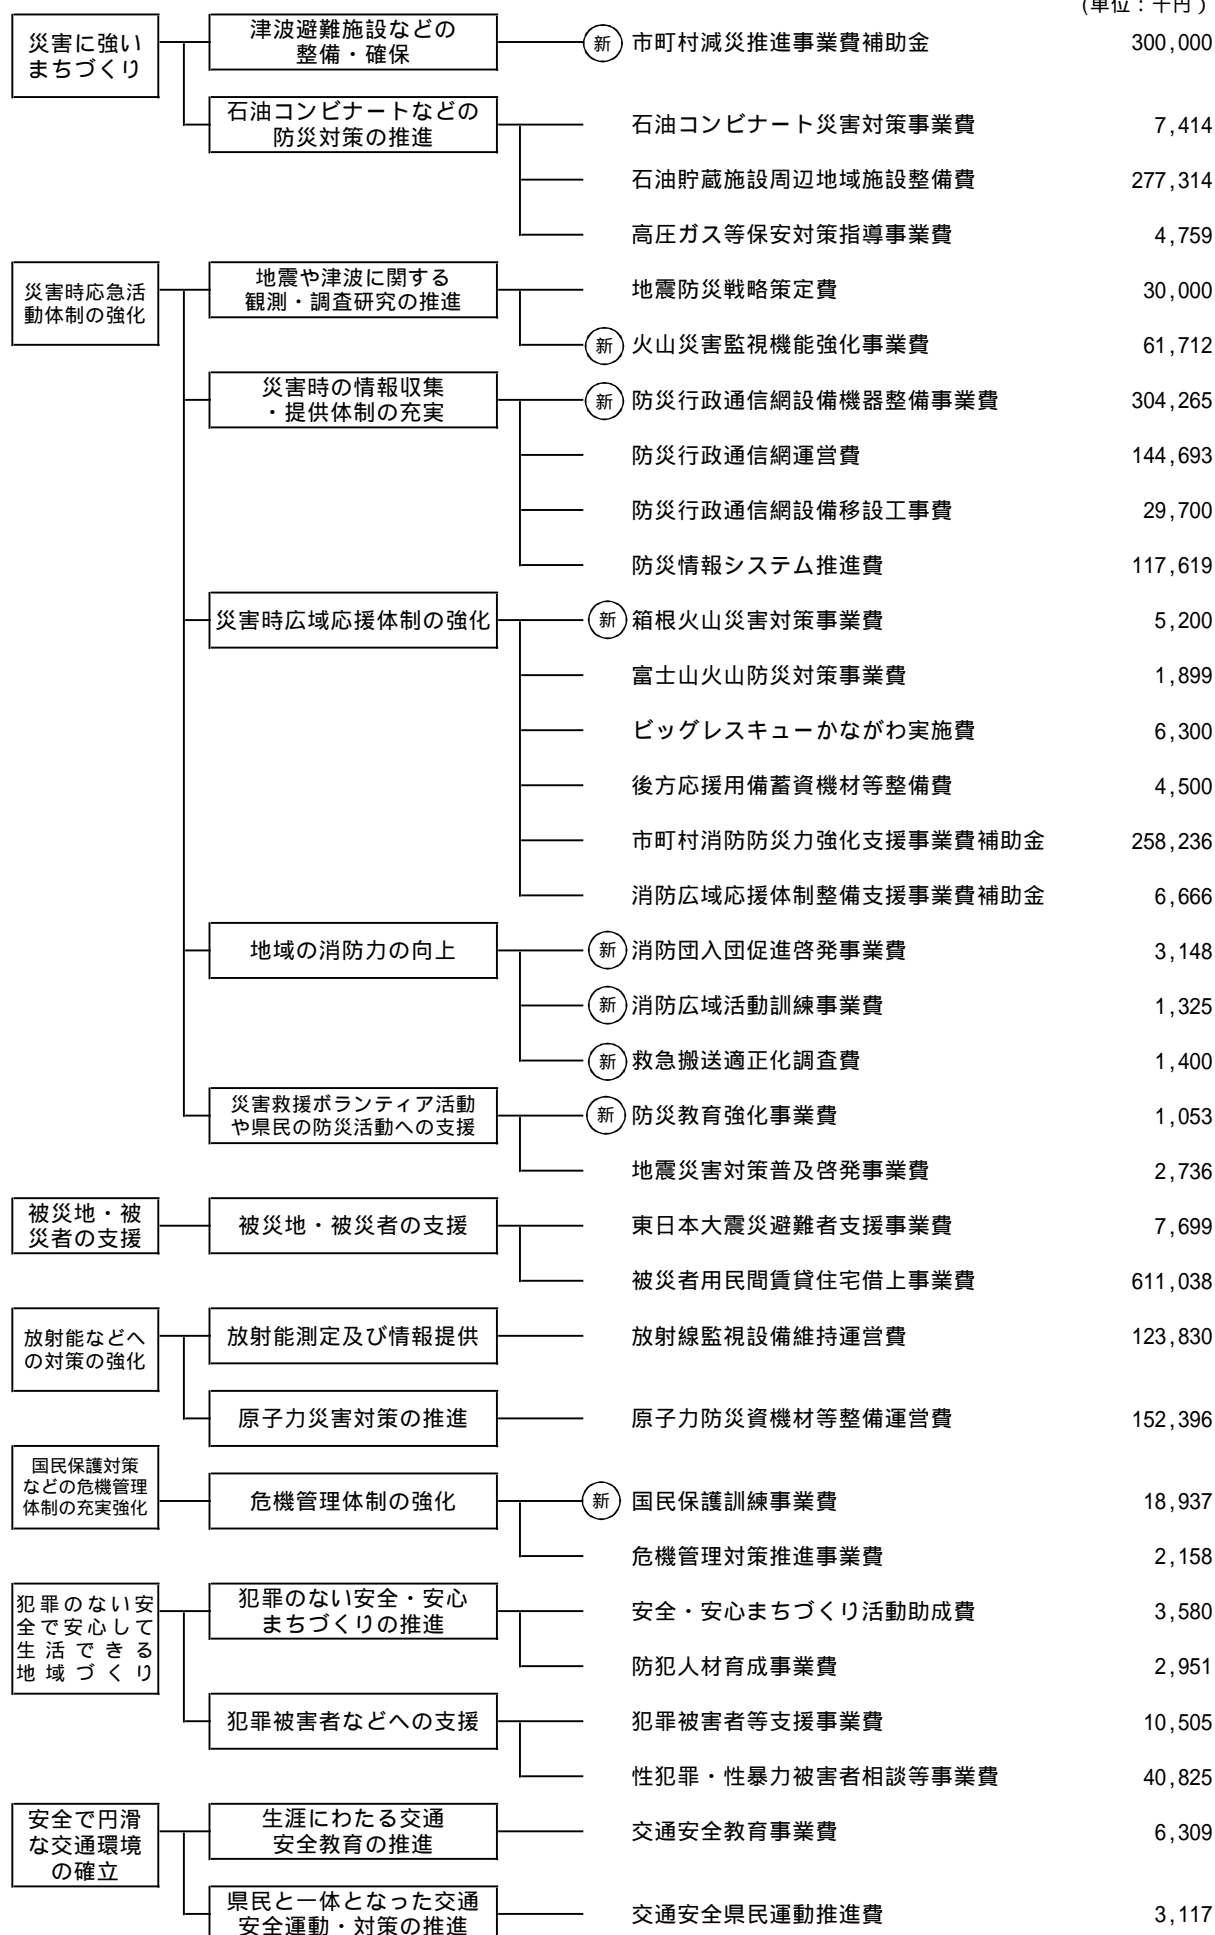 (単位：千円)
災害に強い
まちづくり
津波避難施設などの
整備・確保
新 市町村減災推進事業費補助金 300,000
石油コンビナートなどの
防災対策の推進
石油コンビナート災害対策事業費 7,414
石油貯蔵施設周辺地域施設整備費 277,314
高圧ガス等保安対策指導事業費 4,759
災害時応急活
動体制の強化
地震や津波に関する
観測・調査研究の推進
地震防災戦略策定費 30,000
新 火山災害監視機能強化事業費 61,712
災害時の情報収集
・提供体制の充実
新 防災行政通信網設備機器整備事業費 304,265
防災行政通信網運営費 144,693
防災行政通信網設備移設工事費 29,700
防災情報システム推進費 117,619
災害時広域応援体制の強化
新 箱根火山災害対策事業費 5,200
富士山火山防災対策事業費 1,899
ビッグレスキューかながわ実施費 6,300
後方応援用備蓄資機材等整備費 4,500
市町村消防防災力強化支援事業費補助金 258,236
消防広域応援体制整備支援事業費補助金 6,666
地域の消防力の向上
新 消防団入団促進啓発事業費 3,148
新 消防広域活動訓練事業費 1,325
新 救急搬送適正化調査費 1,400
災害救援ボランティア活動
や県民の防災活動への支援
新 防災教育強化事業費 1,053
地震災害対策普及啓発事業費 2,736
被災地・被
災者の支援
被災地・被災者の支援
東日本大震災避難者支援事業費 7,699
被災者用民間賃貸住宅借上事業費 611,038
放射能などへ
の対策の強化
放射能測定及び情報提供
放射線監視設備維持運営費 123,830
原子力災害対策の推進
原子力防災資機材等整備運営費 152,396
国民保護対策
などの危機管理
体制の充実強化
危機管理体制の強化
新 国民保護訓練事業費 18,937
危機管理対策推進事業費 2,158
犯罪のない安
全で安心して
生活できる
地域づくり
犯罪のない安全・安心
まちづくりの推進
安全・安心まちづくり活動助成費 3,580
防犯人材育成事業費 2,951
犯罪被害者などへの支援
犯罪被害者等支援事業費 10,505
性犯罪・性暴力被害者相談等事業費 40,825
安全で円滑
な交通環境
の確立
生涯にわたる交通
安全教育の推進
交通安全教育事業費 6,309
県民と一体となった交通
安全運動・対策の推進
交通安全県民運動推進費 3,117